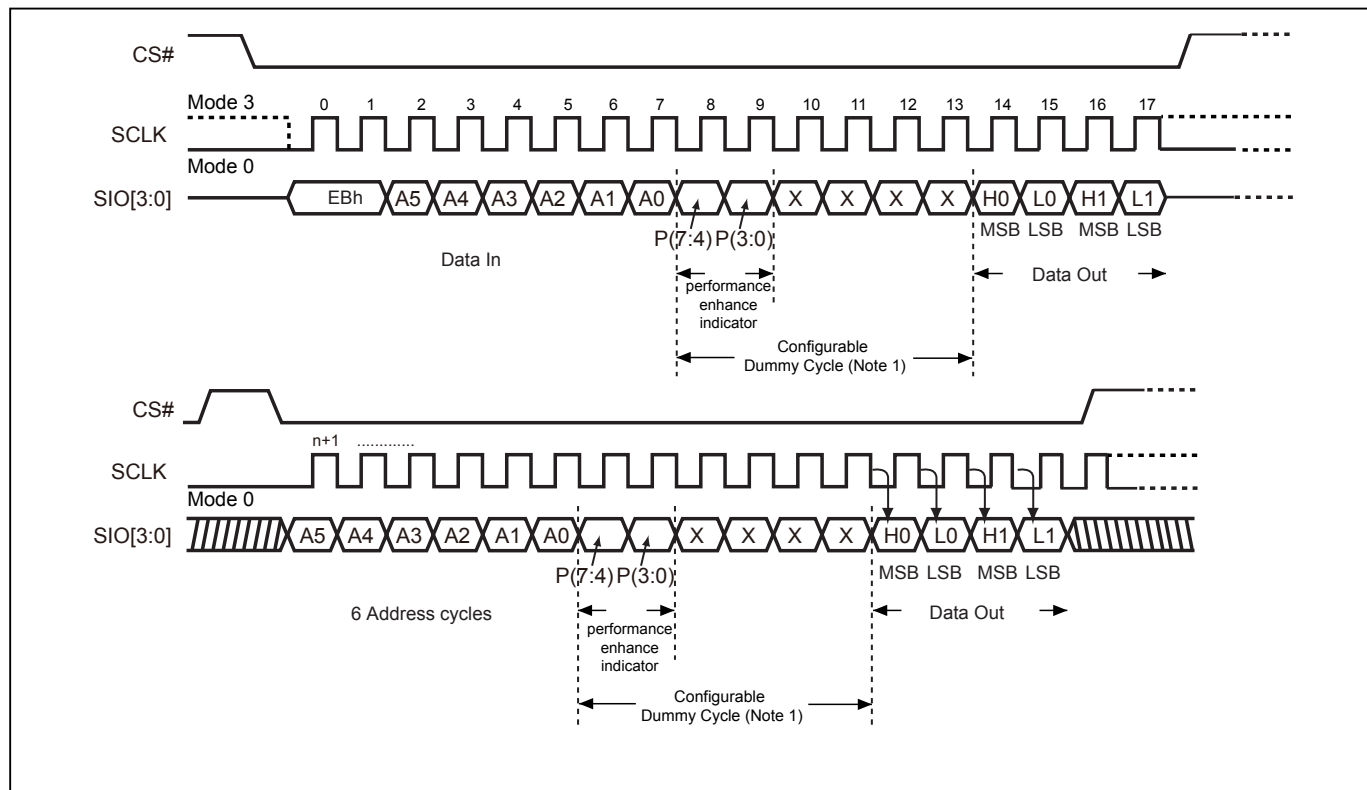 CS#
Mode 3
0 1 2 3 4 5 6 7 8 9 10 11 12 13 14 15 16 17
SCLK
Mode 0
SIO[3:0]
EBh A5 A4 A3 A2 A1 A0 X X X X H0 L0 H1 L1
P(7:4) P(3:0)
MSB LSB MSB LSB
Data In
performance
enhance
indicator
Data Out
Configurable
Dummy Cycle (Note 1)
CS#
n+1 .............
SCLK
Mode 0
SIO[3:0]
A5 A4 A3 A2 A1 A0 X X X X H0 L0 H1 L1
P(7:4) P(3:0)
MSB LSB MSB LSB
6 Address cycles
performance
enhance
indicator
Data Out
Configurable
Dummy Cycle (Note 1)